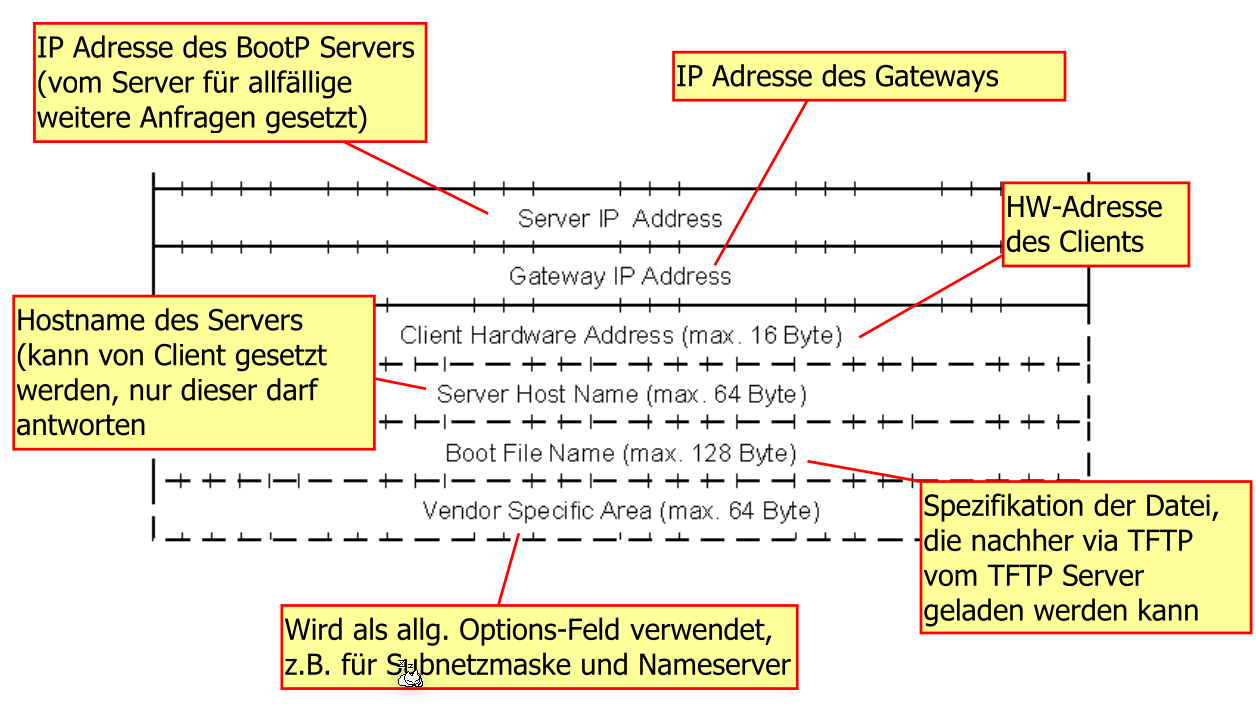 IP Adresse des BootP Servers
(vom Server für allfällige
weitere Anfragen gesetzt)
IP Adresse des Gateways
Server IP Address
HW-Adresse
des Clients
Gateway IP Address
Hostname des Servers
(kann von Client gesetzt
werden, nur dieser darf
antworten
Client Hardware Address (max. 16 Byte)
Server Host Name (max. 64 Byte)
Boot File Name (max. 128 Byte)
Vendor Specific Area (max. 64 Byte)
Spezifikation der Datei,
die nachher via TFTP
vom TFTP Server
geladen werden kann
Wird als allg. Options-Feld verwendet,
z.B. für Subnetzmaske und Nameserver